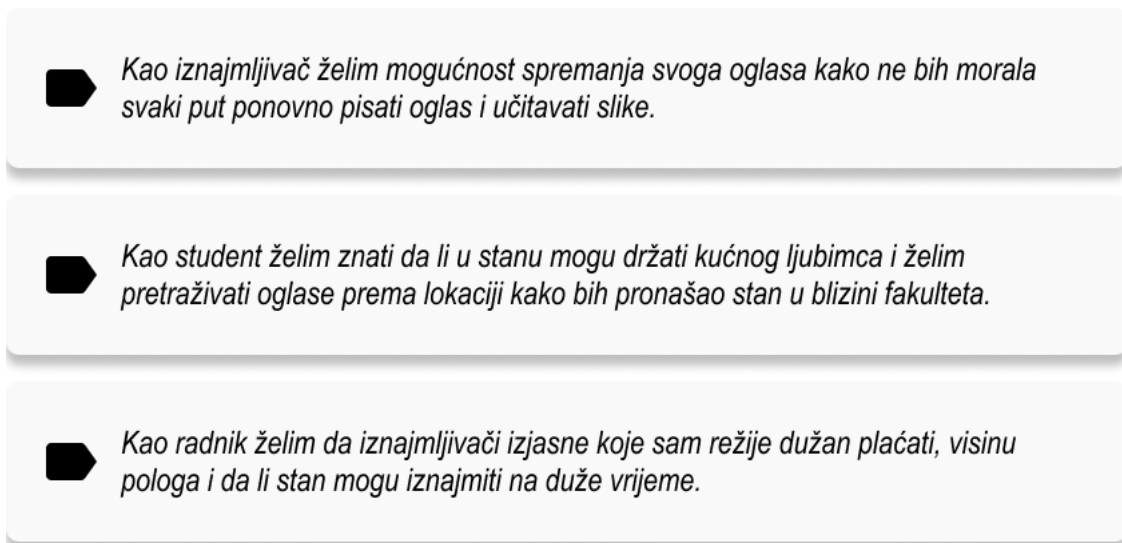 Kao iznajmljivač želim mogućnost spremanja svoga oglasa kako ne bih morala
svaki put ponovno pisati oglas i učitavati slike.
Kao student želim znati da li u stanu mogu držati kućnog ljubimca i želim
pretraživati oglase prema lokaciji kako bih pronašao stan u blizini fakulteta.
Kao radnik želim da iznajmljivači izjasne koje sam režije dužan plaćati, visinu
pologa i da li stan mogu iznajmiti na duže vrijeme.